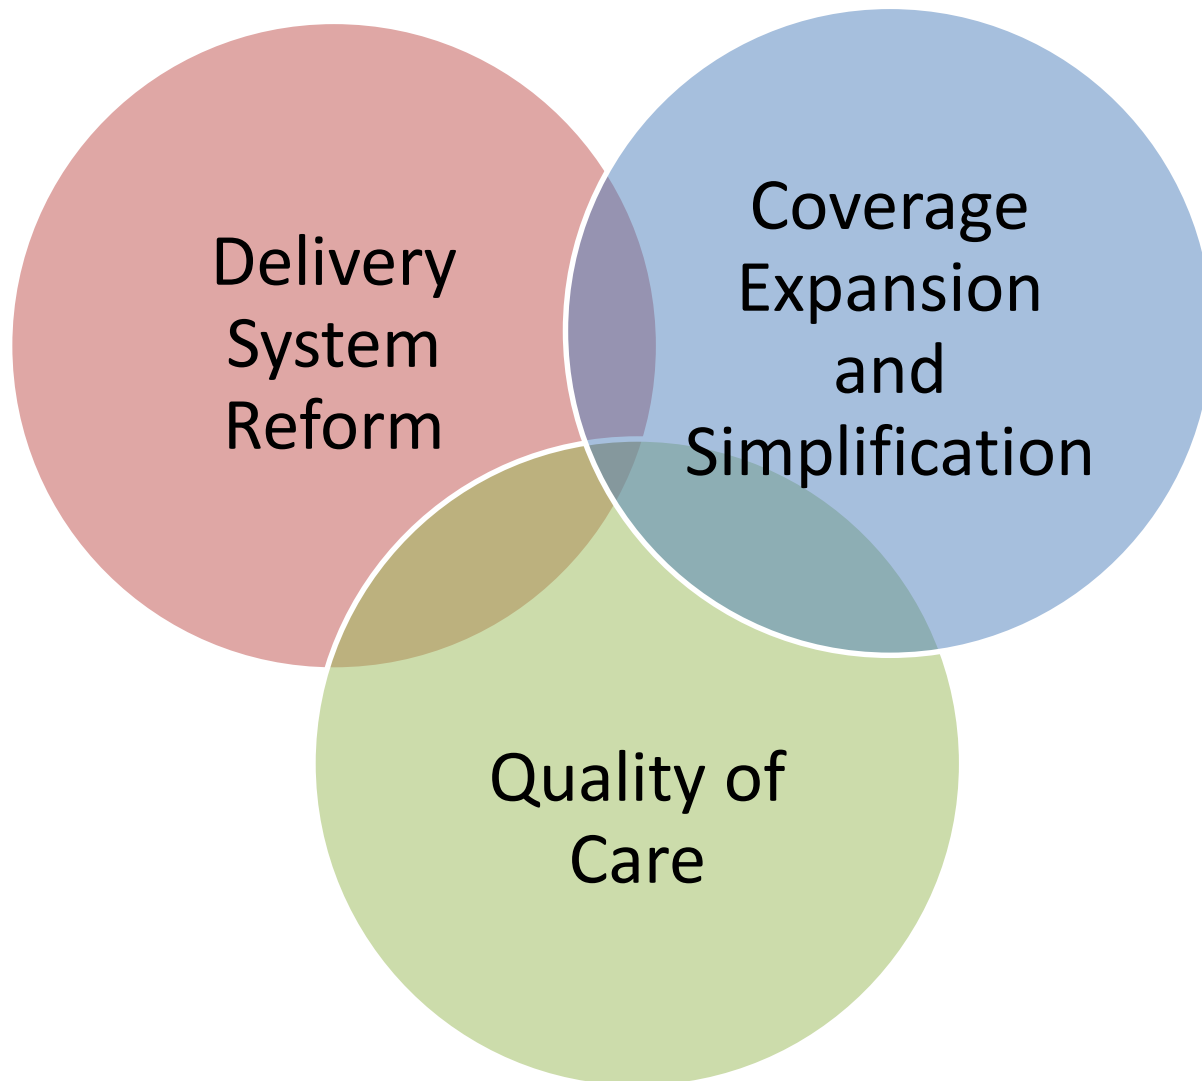 Delivery
System
Reform
Coverage
Expansion
and
Simplification
Quality of
Care